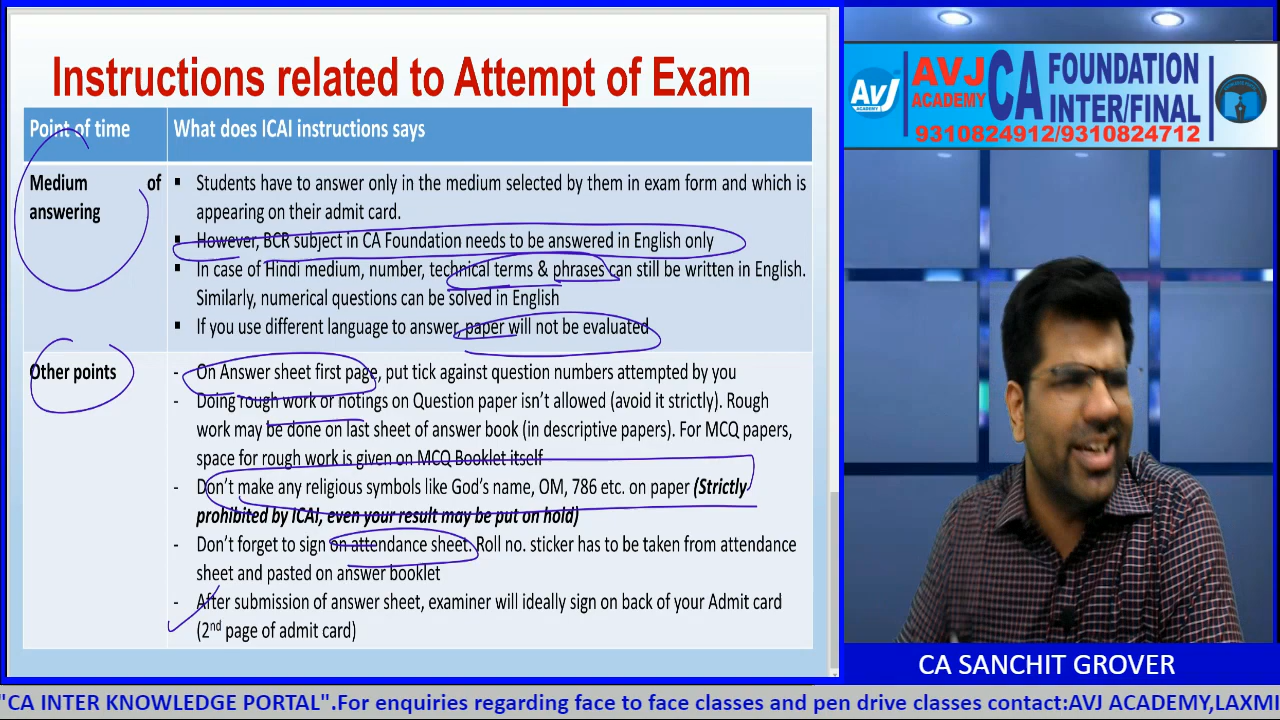 Instructions related to Attempt of Exam
Point of time
What does ICAI instructions says
Medium of
answering
▪ Students have to answer only in the medium selected by them in exam form and which is
appearing on their admit card.
▪ However, BCR subject in CA Foundation needs to be answered in English only
▪ In case of Hindi medium, number, technical terms & phrases can still be written in English.
Similarly, numerical questions can be solved in English
▪ If you use different language to answer, paper will not be evaluated
Other points
- On Answer sheet first page, put tick against question numbers attempted by you
- Doing rough work or notings on Question paper isn't allowed (avoid it strictly). Rough
work may be done on last sheet of answer book (in descriptive papers). For MCQ papers,
space for rough work is given on MCQ Booklet itself
- Don't make any religious symbols like God's name, OM, 786 etc. on paper (Strictly
prohibited by ICAI, even your result may be put on hold)
- Don't forget to sign on attendance sheet. Roll no. sticker has to be taken from attendance
sheet and pasted on answer booklet
- After submission of answer sheet, examiner will ideally sign on back of your Admit card
(2nd page of admit card)
AVJ
ACADEMY
AVJ
ACADEMY
CA
FOUNDATION
INTER/FINAL
9310824912/9310824712
CA SANCHIT GROVER
"CA INTER KNOWLEDGE PORTAL".For enquiries regarding face to face classes and pen drive classes contact:AVJ ACADEMY,LAXMI